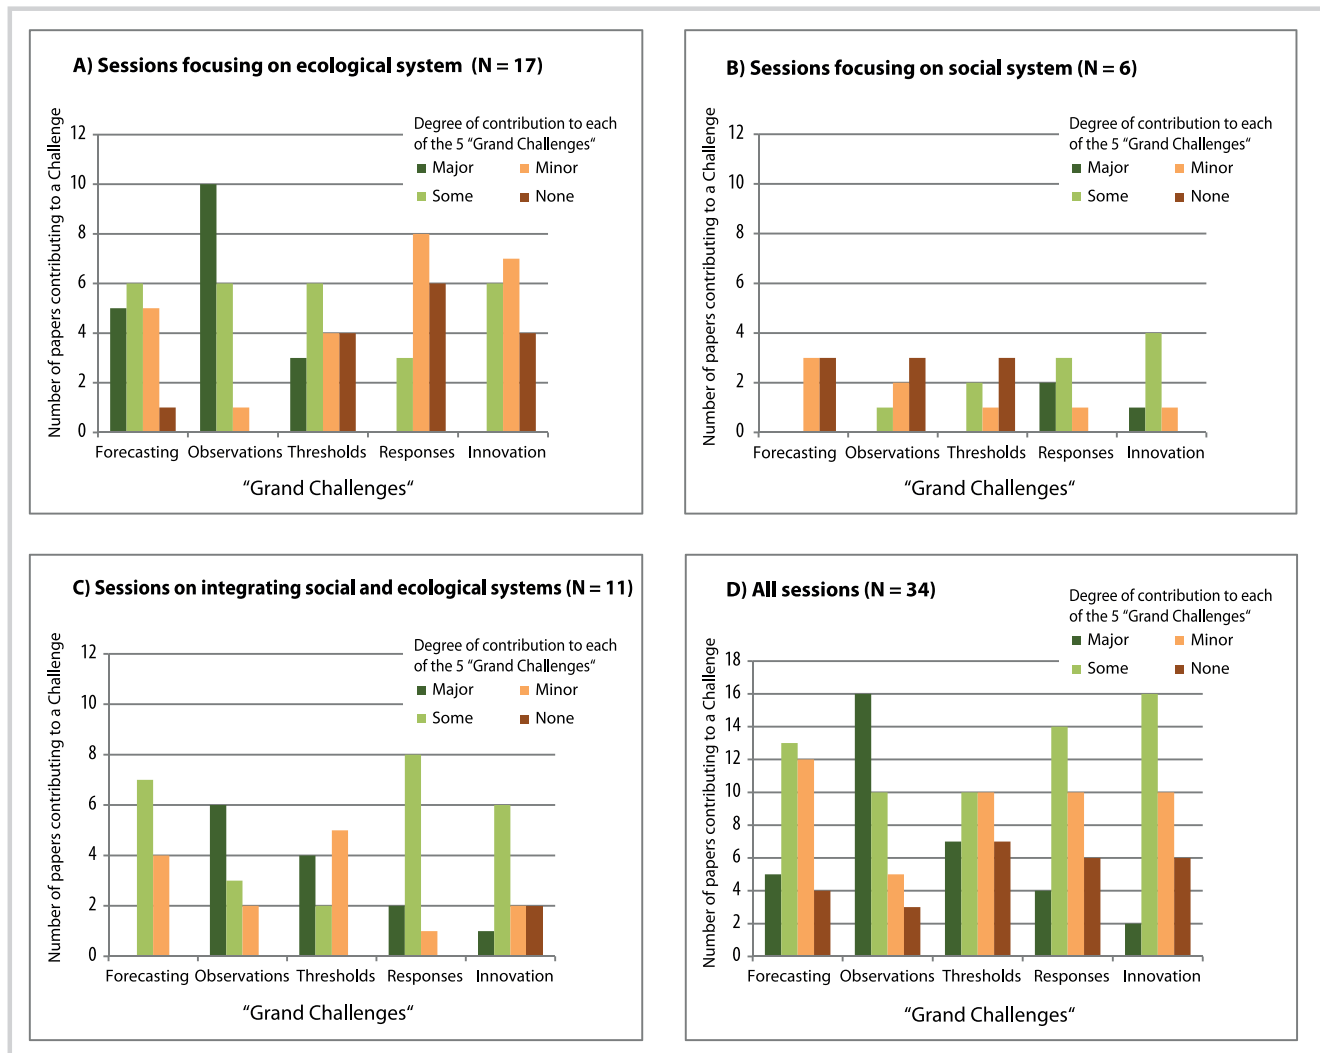 A) Sessions focusing on ecological system (N = 17)
Degree of contribution to each
of the 5 “Grand Challenges“
Major
Minor
Some
None
Number of papers contributing to a Challenge
12
10
8
6
4
2
0
Forecasting Observations Thresholds Responses Innovation
“Grand Challenges“
B) Sessions focusing on social system (N = 6)
Degree of contribution to each
of the 5 “Grand Challenges“
Major
Minor
Some
None
Number of papers contributing to a Challenge
12
10
8
6
4
2
0
Forecasting Observations Thresholds Responses Innovation
“Grand Challenges“
C) Sessions on integrating social and ecological systems (N = 11)
Degree of contribution to each
of the 5 “Grand Challenges“
Major
Minor
Some
None
Number of papers contributing to a Challenge
12
10
8
6
4
2
0
Forecasting Observations Thresholds Responses Innovation
“Grand Challenges“
D) All sessions (N = 34)
Degree of contribution to each
of the 5 “Grand Challenges“
Major
Minor
Some
None
Number of papers contributing to a Challenge
18
16
14
12
10
8
6
4
2
0
Forecasting Observations Thresholds Responses Innovation
“Grand Challenges“